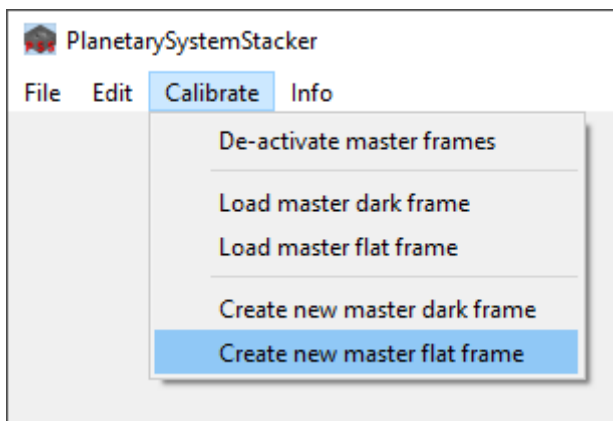 PlanetarySystemStacker
File Edit Calibrate Info
De-activate master frames
Load master dark frame
Load master flat frame
Create new master dark frame
Create new master flat frame